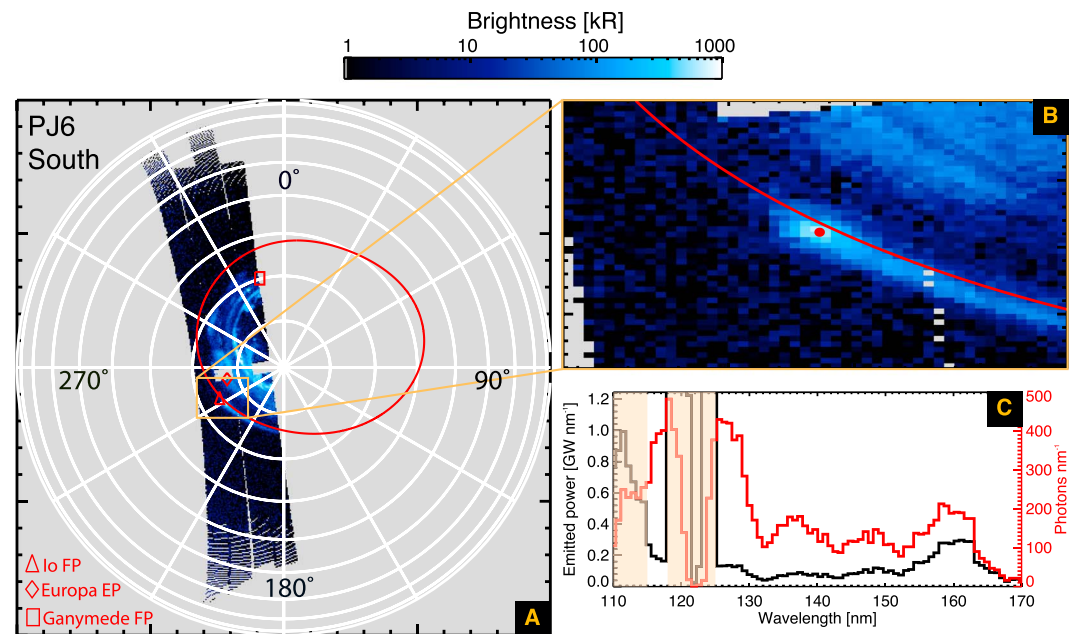 Brightness [kR]
1 10 100 1000
PJ6
South
0°
270°
90°
180°
△ Io FP
◇ Europa EP
□ Ganymede FP
A
B
C
Emitted power [GW nm⁻¹]
1.2
1.0
0.8
0.6
0.4
0.2
0.0
500
400
300
200
100
0
Photons nm⁻¹
110 120 130 140 150 160 170
Wavelength [nm]